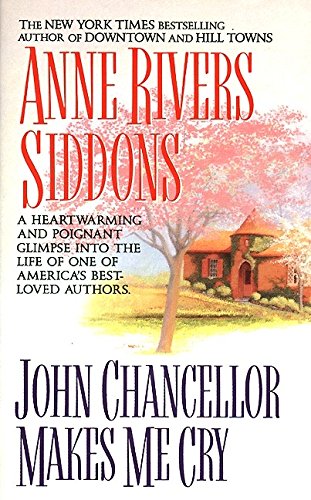 THE NEW YORK TIMES BESTSELLING
AUTHOR OF DOWNTOWN AND HILL TOWNS
ANNE RIVERS
SIDDONS
A HEARTWARMING
AND POIGNANT
GLIMPSE INTO THE
LIFE OF ONE OF
AMERICA'S BEST-
LOVED AUTHORS.
JOHN CHANCELLOR
MAKES ME CRY